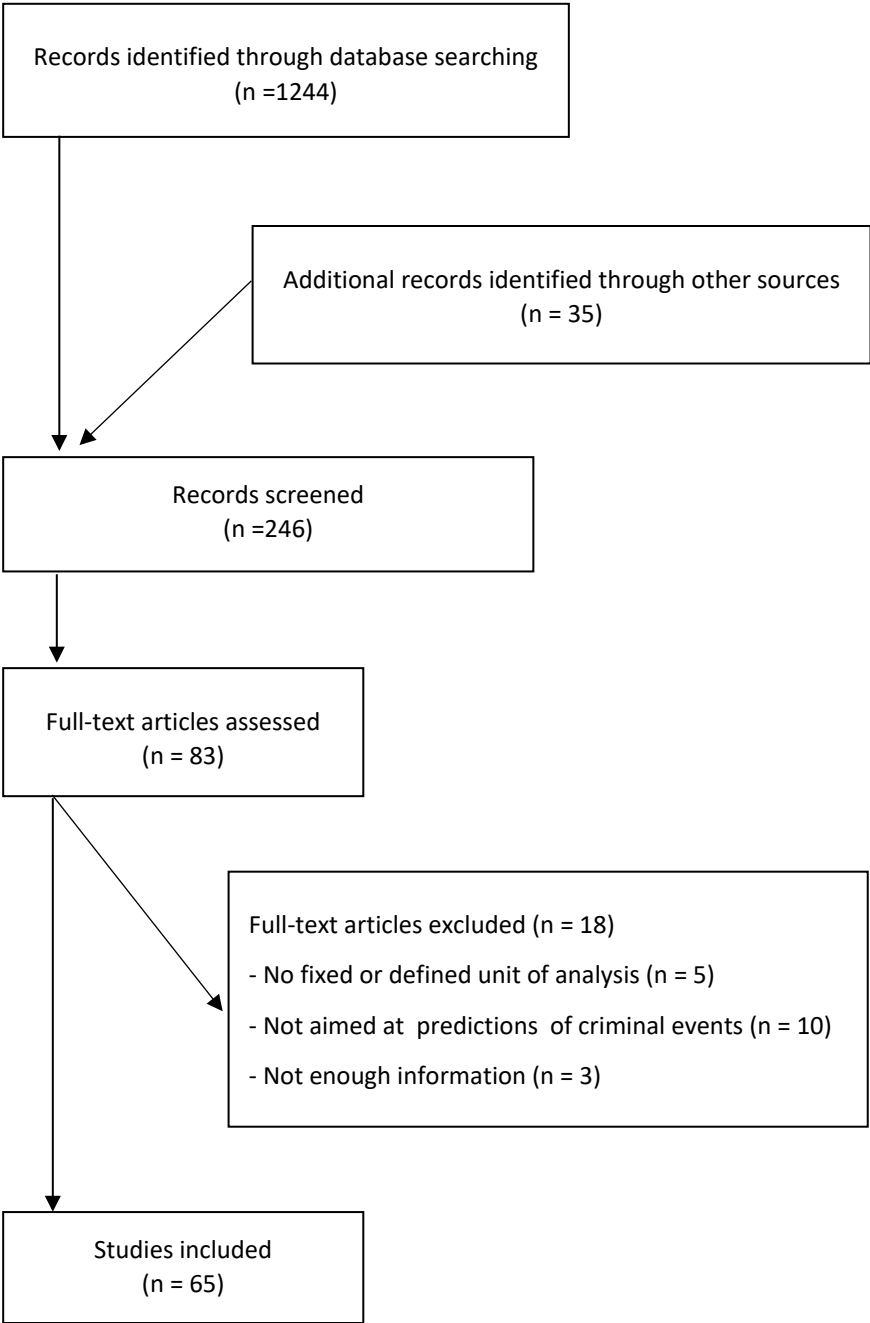 Records identified through database searching
(n =1244)
Additional records identified through other sources
(n = 35)
Records screened
(n =246)
Full-text articles assessed
(n = 83)
Full-text articles excluded (n = 18)
- No fixed or defined unit of analysis (n = 5)
- Not aimed at  predictions  of criminal events (n = 10)
- Not enough information (n = 3)
Studies included
(n = 65)